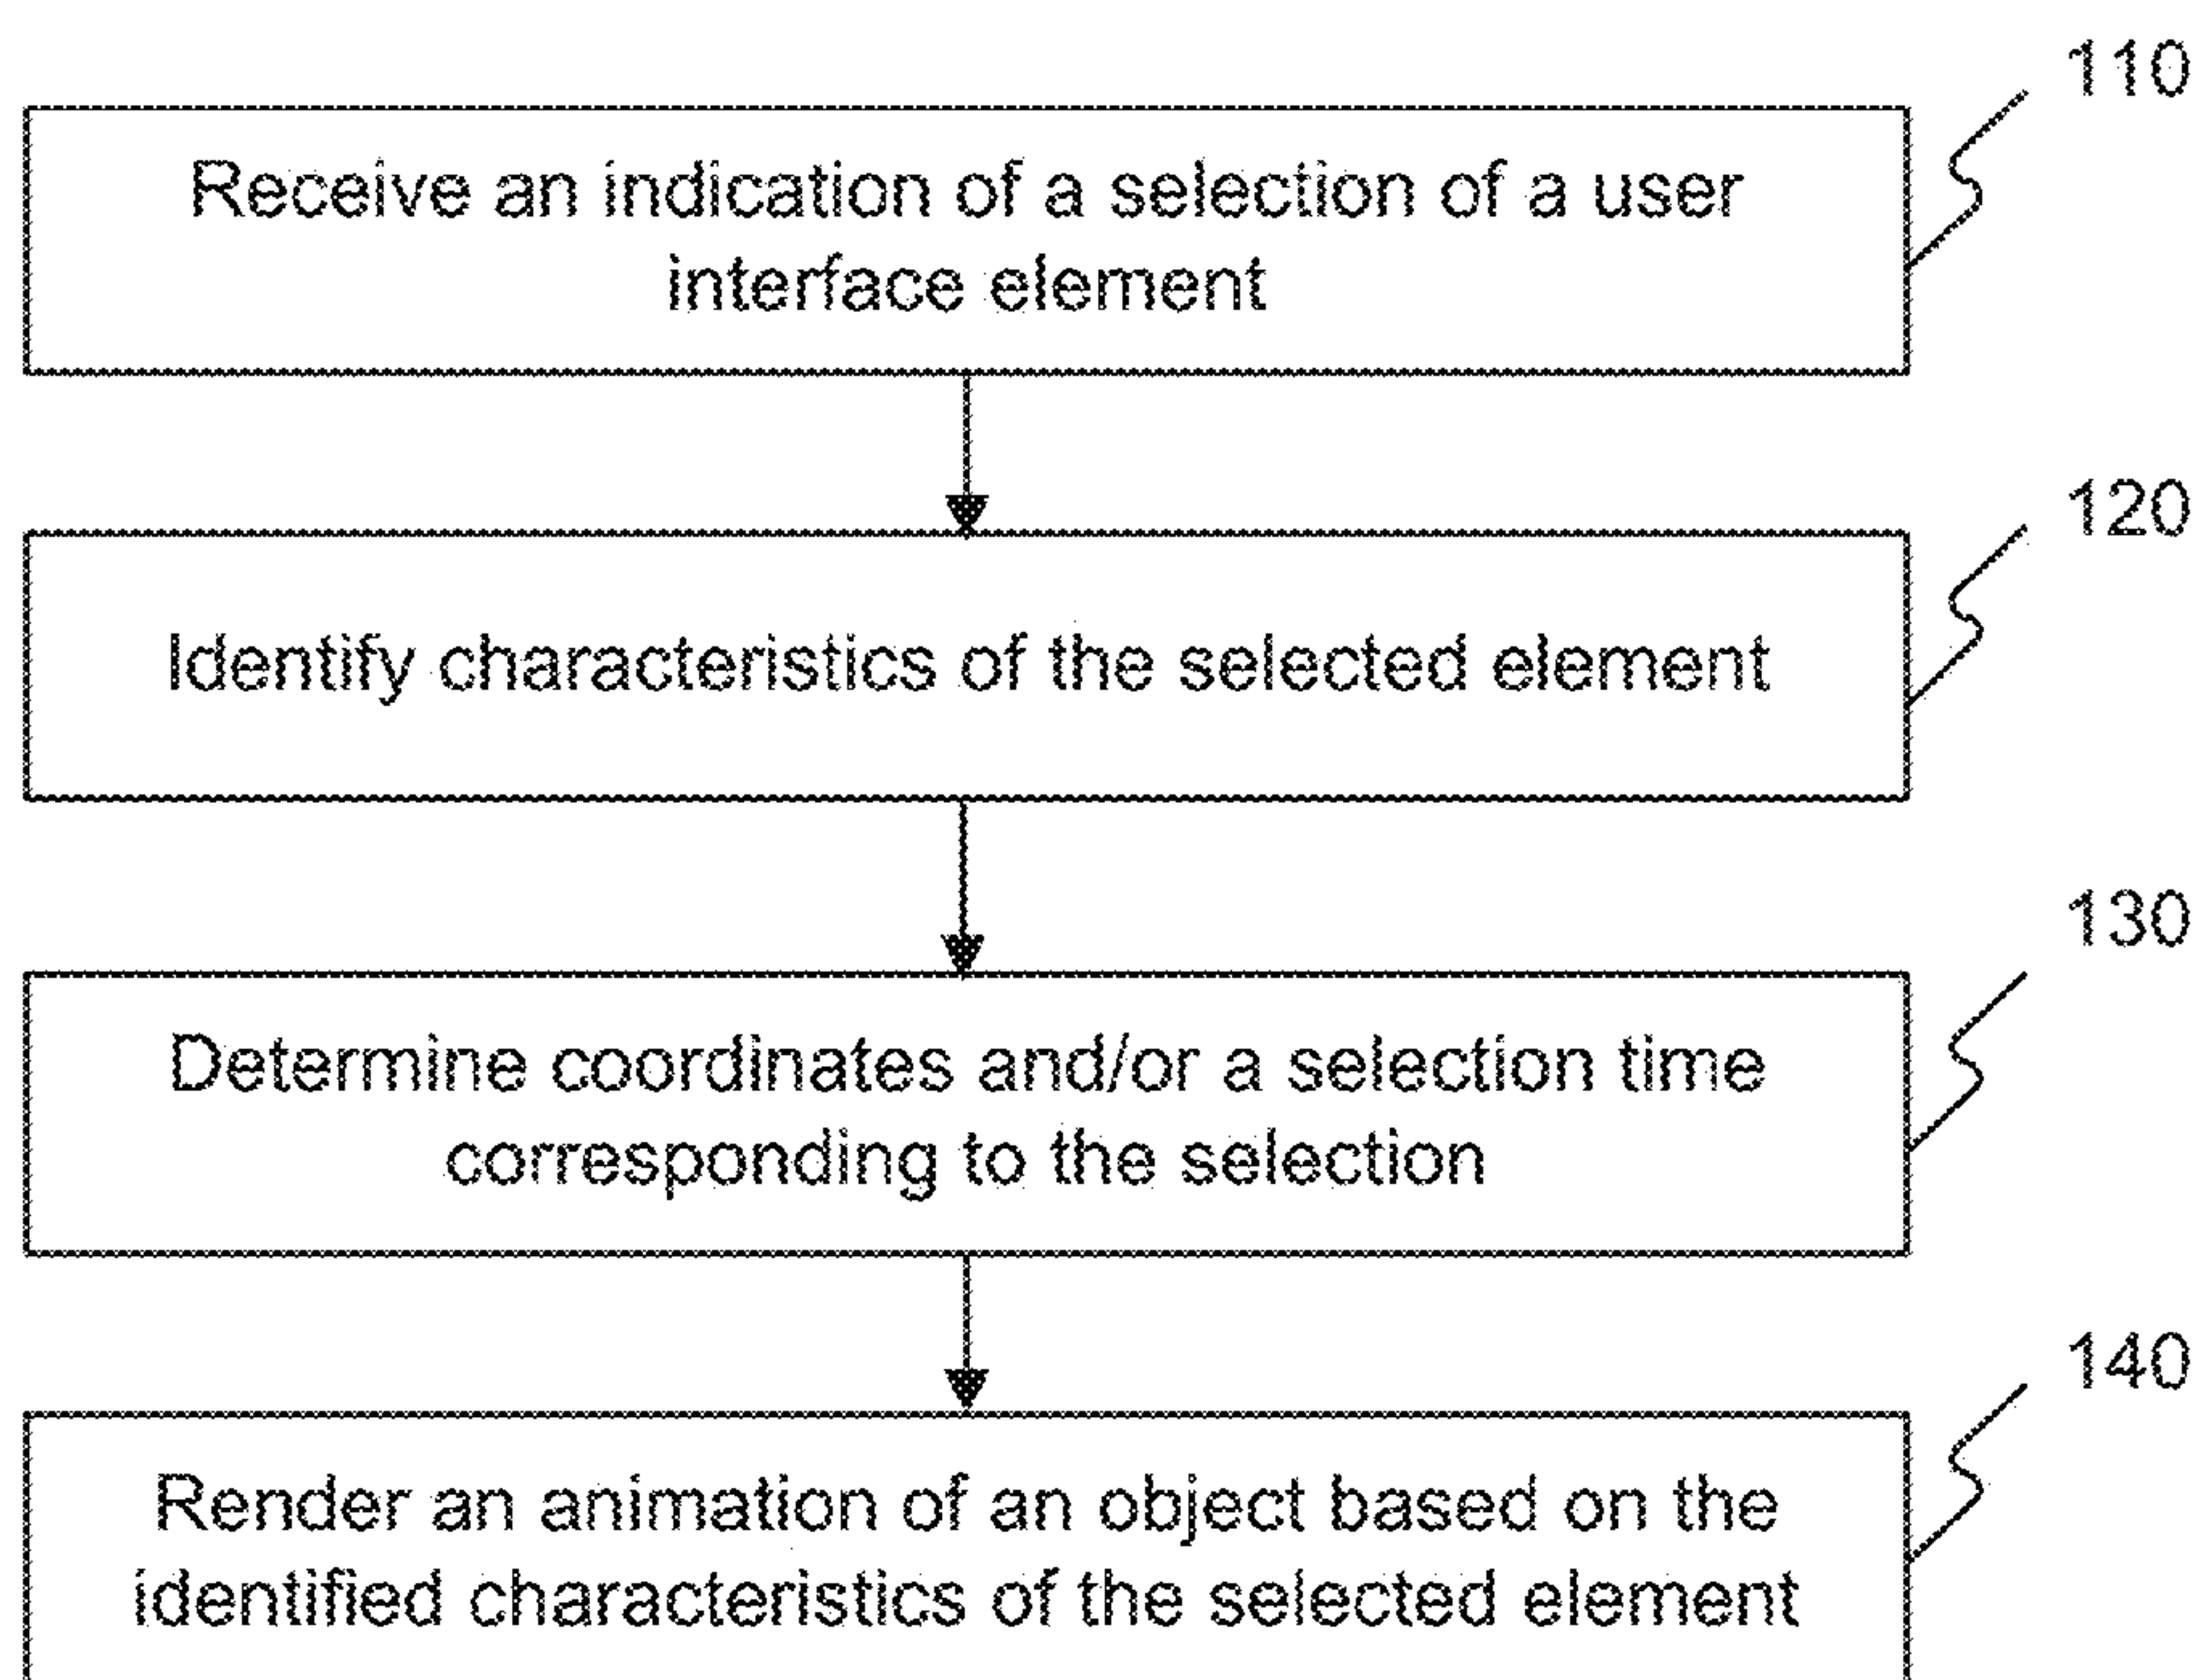 110
Receive an indication of a selection of a user
interface element
120
Identify characteristics of the selected element
130
Determine coordinates and/or a selection time
corresponding to the selection
140
Render an animation of an object based on the
identified characteristics of the selected element